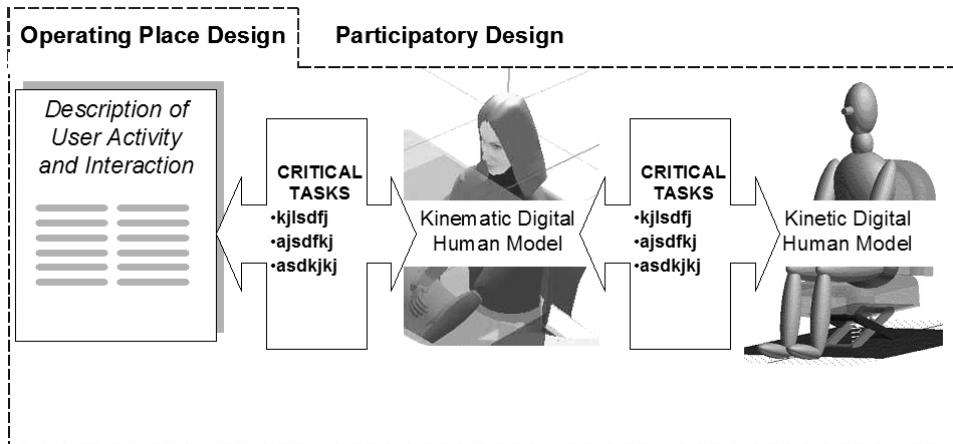 Operating Place Design
Participatory Design
Description of
User Activity
and Interaction
CRITICAL
TASKS
•kjlsdfj
•ajsdfkj
•asdkjkj
Kinematic Digital
Human Model
CRITICAL
TASKS
•kjlsdfj
•ajsdfkj
•asdkjkj
Kinetic Digital
Human Model